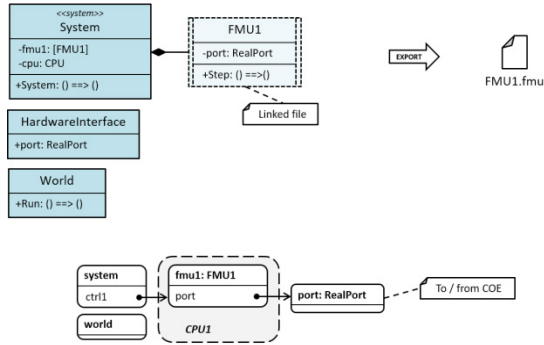 <<system>>
System
-fmu1: [FMU1]
-cpu: CPU
+System: () ==> ()
FMU1
-port: RealPort
+Step: () ==>()
Linked file
EXPORT
FMU1.fmu
HardwareInterface
+port: RealPort
World
+Run: () ==> ()
system
ctrl1
world
fmu1: FMU1
port
CPU1
port: RealPort
To / from COE